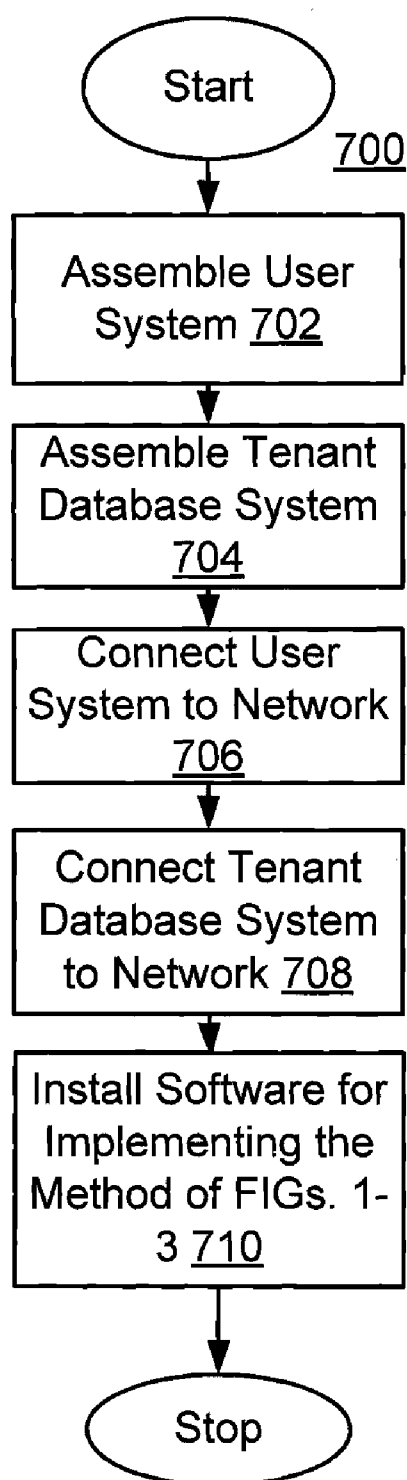 Start
700
Assemble User
System 702
Assemble Tenant
Database System
704
Connect User
System to Network
706
Connect Tenant
Database System
to Network 708
Install Software for
Implementing the
Method of FIGs. 1-
3 710
Stop